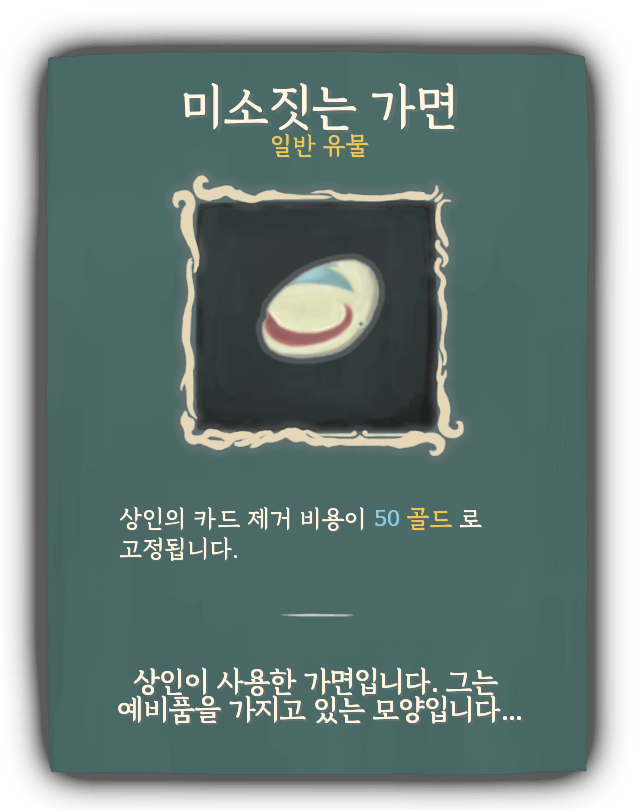 미소짓는 가면
일반 유물
상인의 카드 제거 비용이 50 골드 로
고정됩니다.
상인이 사용한 가면입니다. 그는
예비품을 가지고 있는 모양입니다...